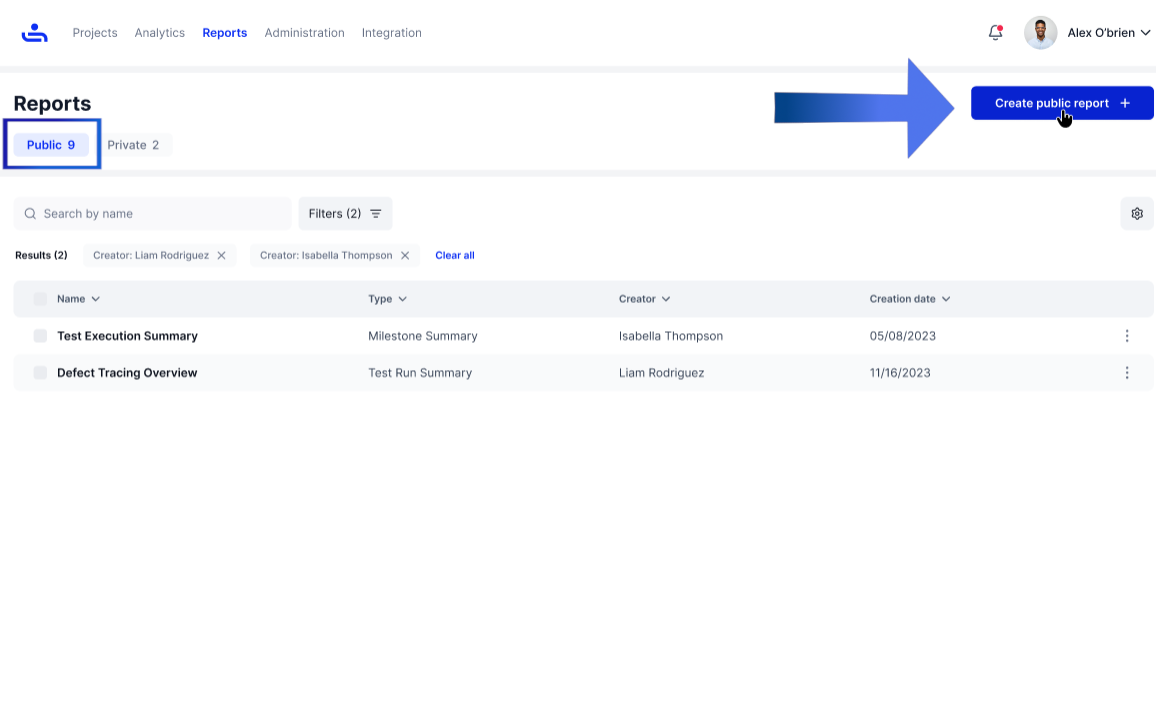 Projects Analytics Reports Administration Integration Alex O'brien
Reports
Create public report +
Public 9 Private 2
Search by name Filters (2)
Results (2) Creator: Liam Rodriguez Creator: Isabella Thompson Clear all
Name Type Creator Creation date
Test Execution Summary Milestone Summary Isabella Thompson 05/08/2023
Defect Tracing Overview Test Run Summary Liam Rodriguez 11/16/2023